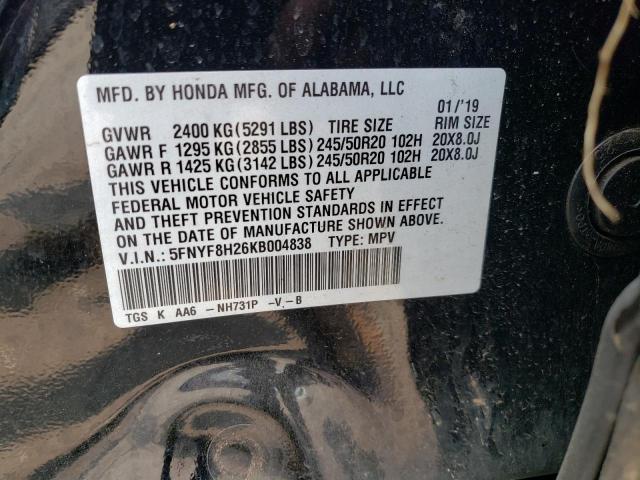 MFD. BY HONDA MFG. OF ALABAMA, LLC 01/'19
GVWR 2400 KG(5291 LBS) TIRE SIZE RIM SIZE
GAWR F 1295 KG(2855 LBS)245/50R20 102H 20X8.0J
GAWR R 1425 KG(3142 LBS)245/50R20 102H 20X8.0J
THIS VEHICLE CONFORMS TO ALL APPLICABLE
FEDERAL MOTOR VEHICLE SAFETY
AND THEFT PREVENTION STANDARDS IN EFFECT
ON THE DATE OF MANUFACTURE SHOWN ABOVE.
V.I.N.: 5FNYF8H26KB004838 TYPE: MPV
TGS K AA6 -NH731P -V.-B